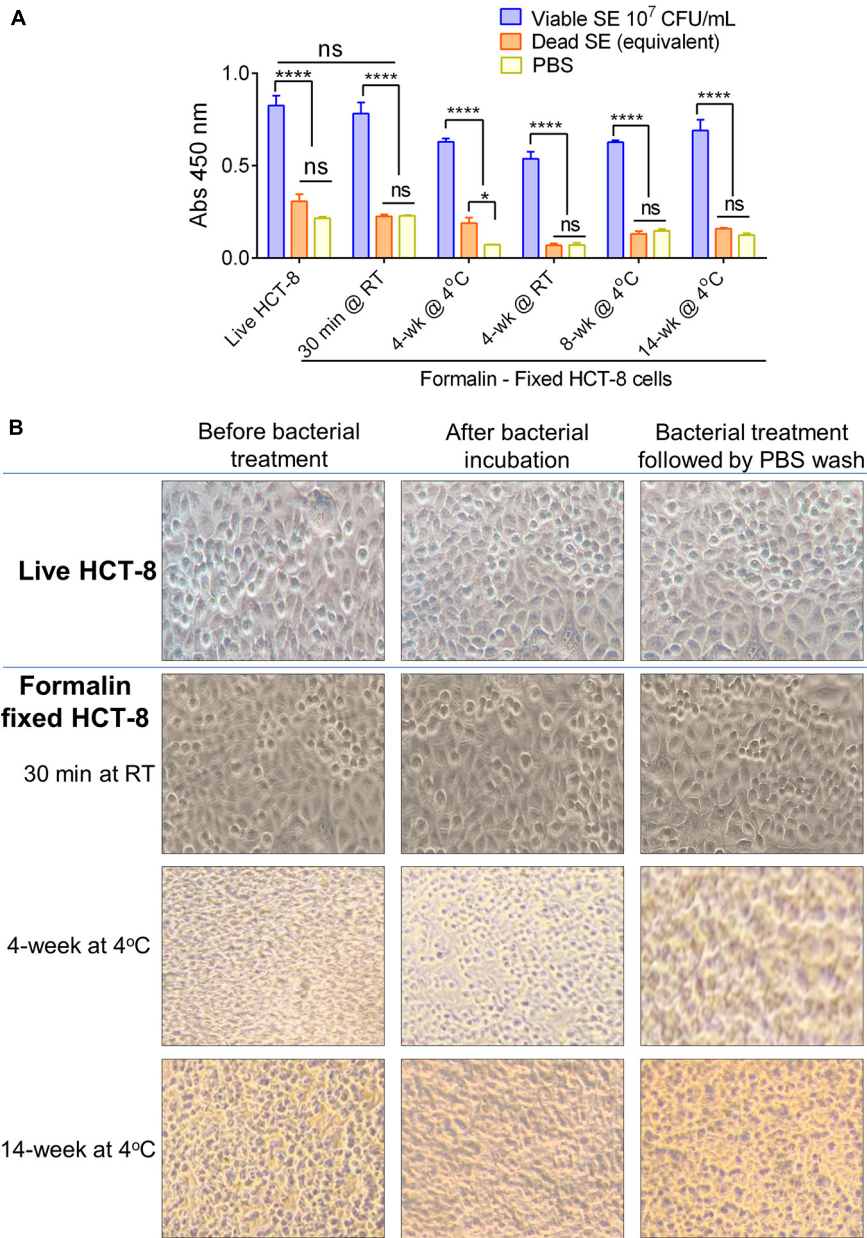 A
Viable SE 10⁷ CFU/mL
Dead SE (equivalent)
PBS
ns
**** **** **** **** **** ****
ns ns * ns ns ns
Abs 450 nm
1.0
0.5
0.0
Live HCT-8
30 min @ RT
4-wk @ 4°C
4-wk @ RT
8-wk @ 4°C
14-wk @ 4°C
Formalin - Fixed HCT-8 cells
B
Before bacterial
treatment
After bacterial
incubation
Bacterial treatment
followed by PBS wash
Live HCT-8
Formalin
fixed HCT-8
30 min at RT
4-week at 4°C
14-week at 4°C